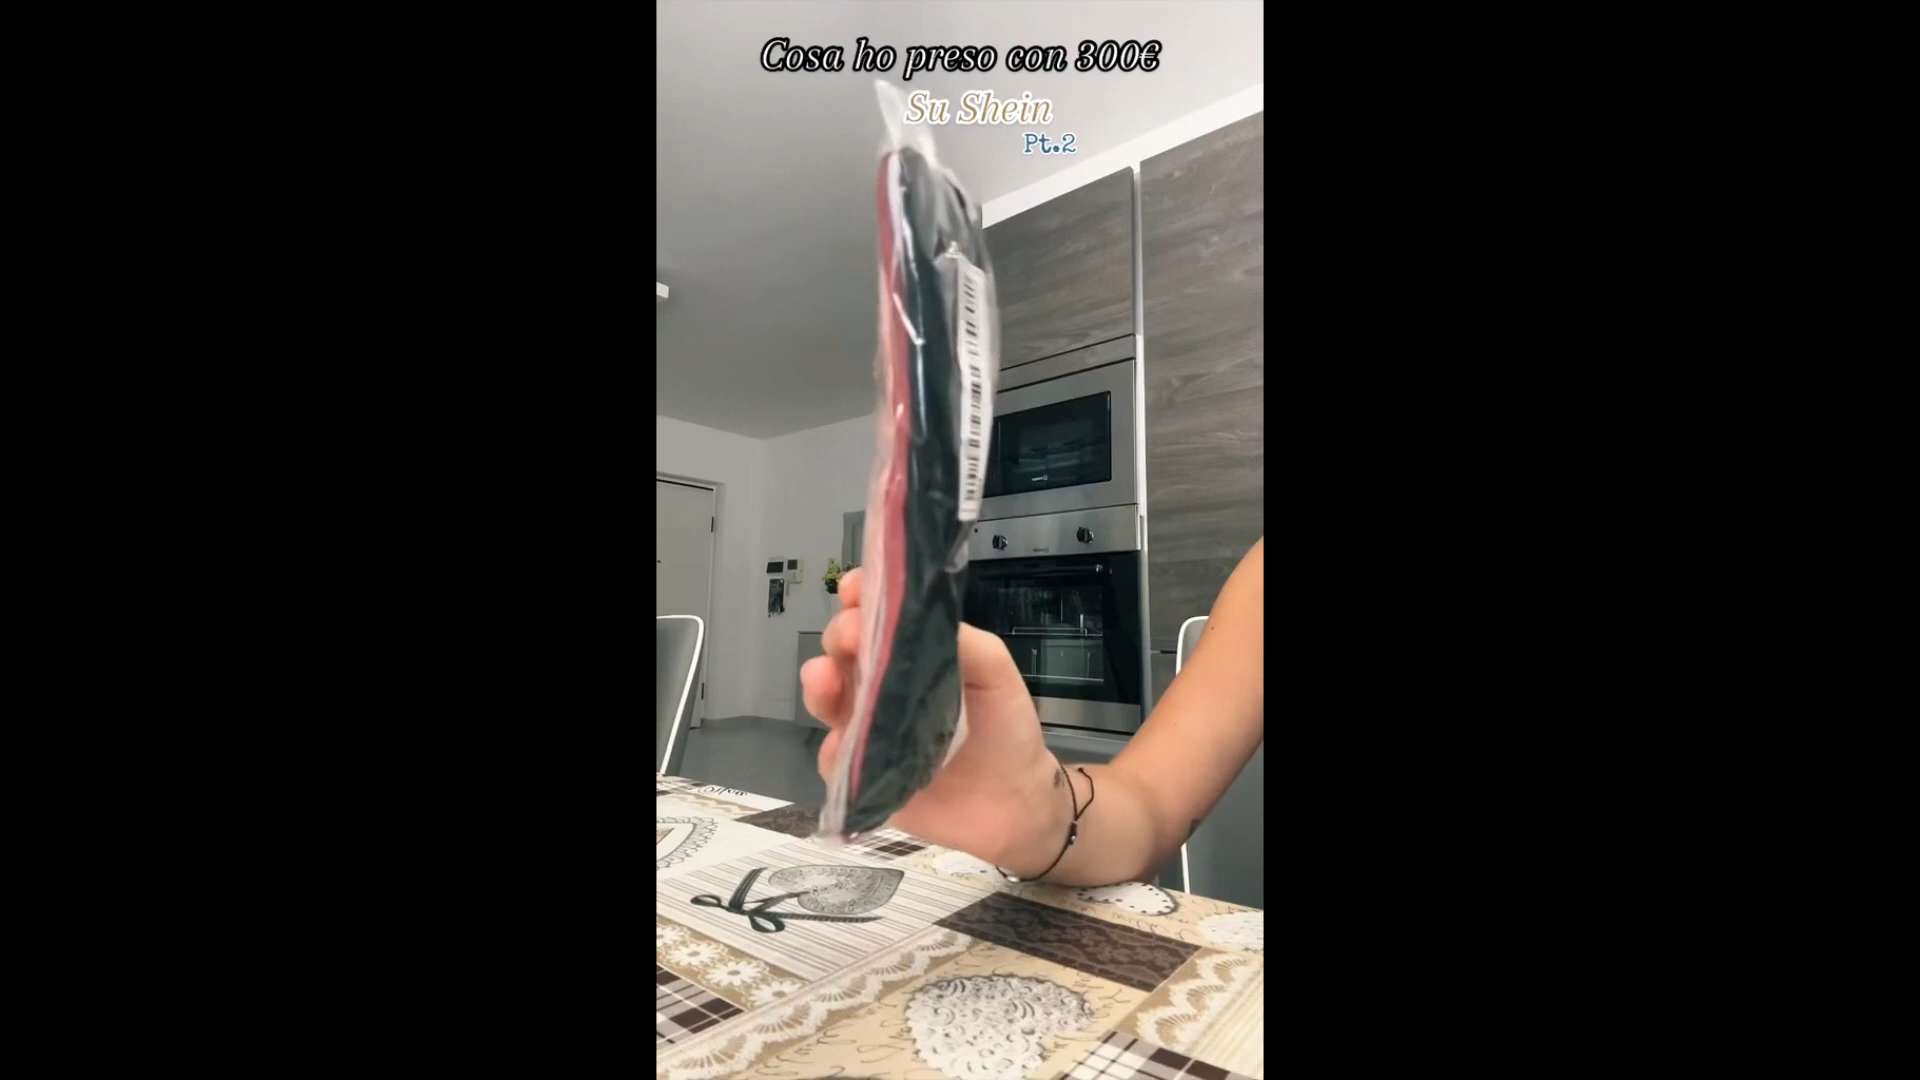 Cosa ho preso con 300€
Su Shein
Pt.2